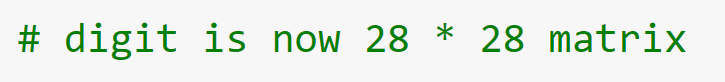 # digit is now 28 * 28 matrix